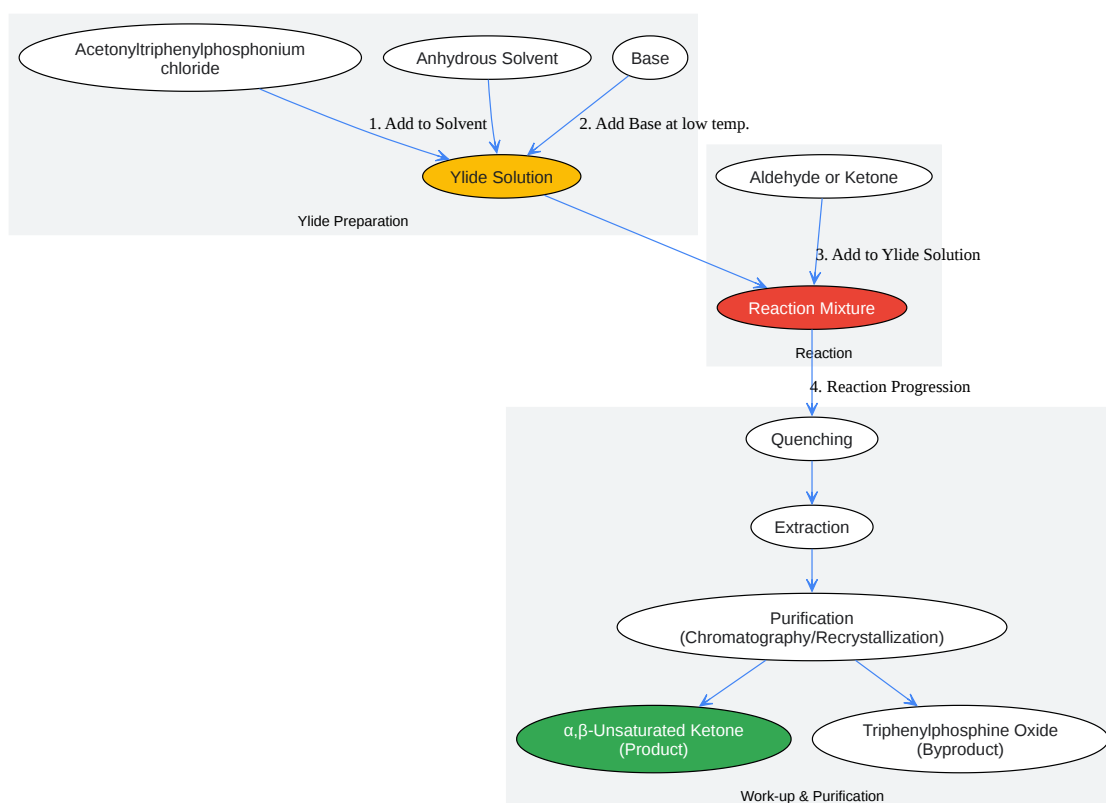 Acetonyltriphenylphosphonium
chloride
Anhydrous Solvent
Base
1. Add to Solvent
2. Add Base at low temp.
Ylide Solution
Ylide Preparation
Aldehyde or Ketone
3. Add to Ylide Solution
Reaction Mixture
Reaction
4. Reaction Progression
Quenching
Extraction
Purification
(Chromatography/Recrystallization)
α,β-Unsaturated Ketone
(Product)
Triphenylphosphine Oxide
(Byproduct)
Work-up & Purification